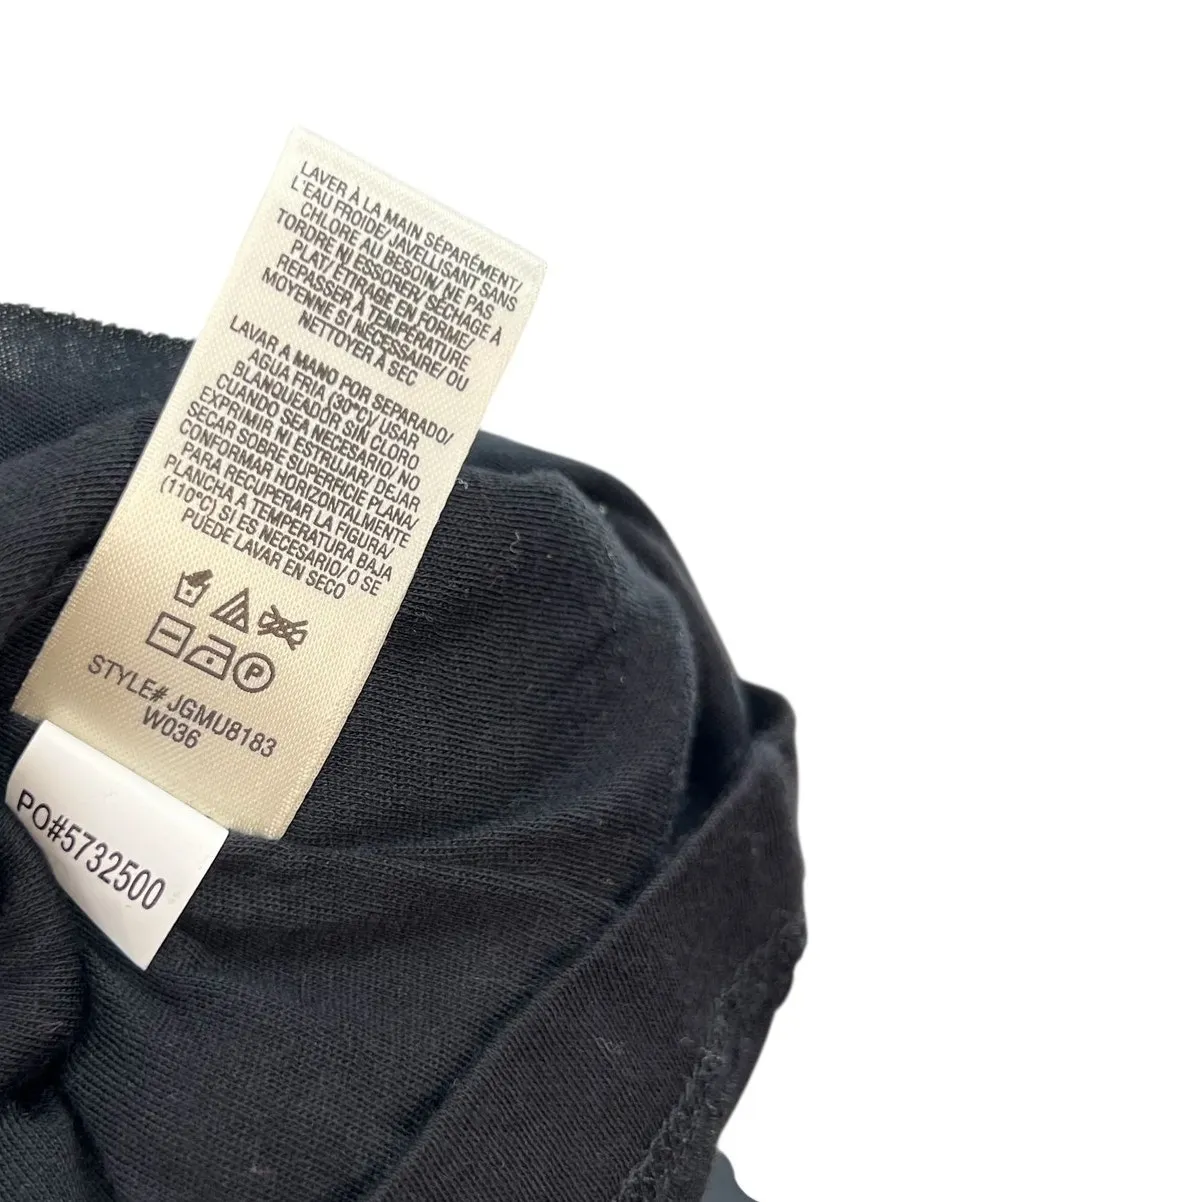 LAVER À LA MAIN SÉPARÉMENT/
L'EAU FROIDE/ JAVELLISANT SANS
CHLORE AU BESOIN/ NE PAS
TORDRE NI ESSORER/ SÉCHAGE À
PLAT/ ÉTIRAGE EN FORME/
REPASSER À TEMPÉRATURE
MOYENNE SI NÉCESSAIRE/ OU
NETTOYER À SEC
LAVAR A MANO POR SEPARADO/
AGUA FRIA (30°C)/ USAR
BLANQUEADOR SIN CLORO
CUANDO SEA NECESARIO/ NO
EXPRIMIR NI ESTRUJAR/ DEJAR
SECAR SOBRE SUPERFICIE PLANA/
CONFORMAR HORIZONTALMENTE
PARA RECUPERAR LA FIGURA/
PLANCHA A TEMPERATURA BAJA
(110°C) SI ES NECESARIO/ O SE
PUEDE LAVAR EN SECO
P
STYLE# JGMU8183
W036
PO#5732500